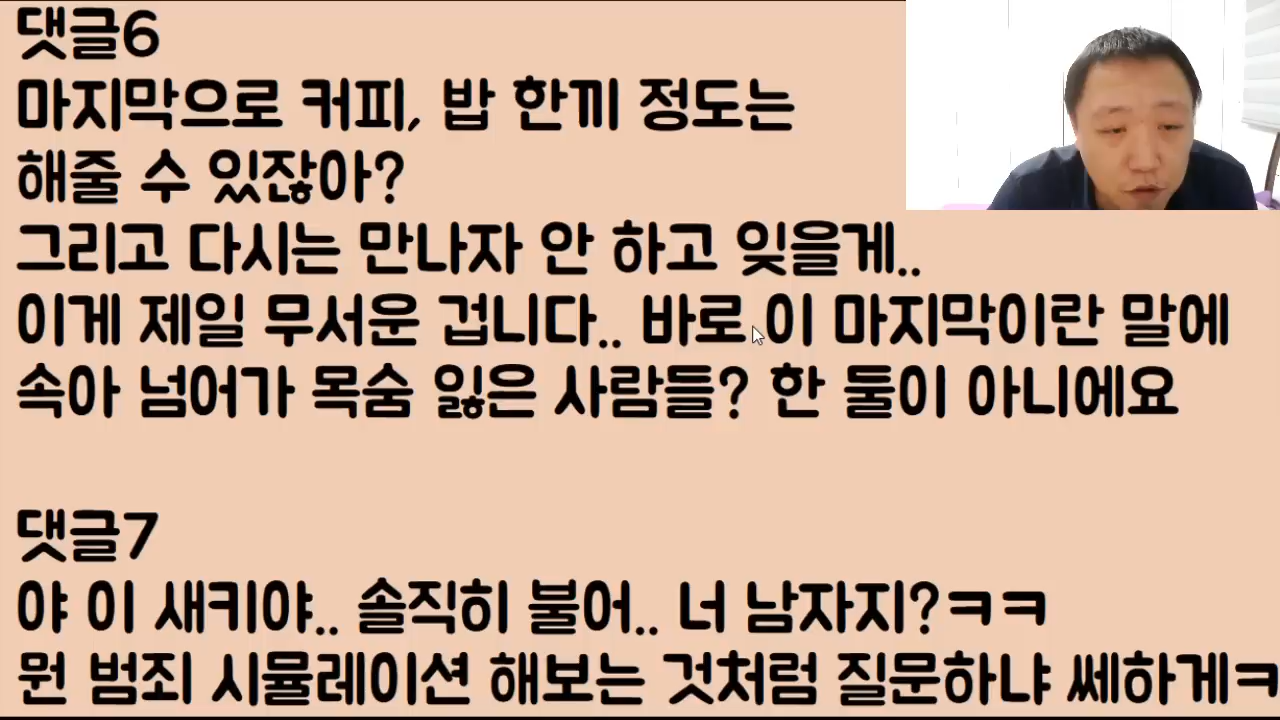 댓글6
마지막으로 커피, 밥 한끼 정도는
해줄 수 있잖아?
그리고 다시는 만나자 안 하고 잊을게..
이게 제일 무서운 겁니다.. 바로 이 마지막이란 말에
속아 넘어가 목숨 잃은 사람들? 한 둘이 아니에요
댓글7
야 이 새키야.. 솔직히 불어.. 너 남자지?ㅋㅋ
뭔 범죄 시뮬레이션 해보는 것처럼 질문하냐 쎄하게ㅋ